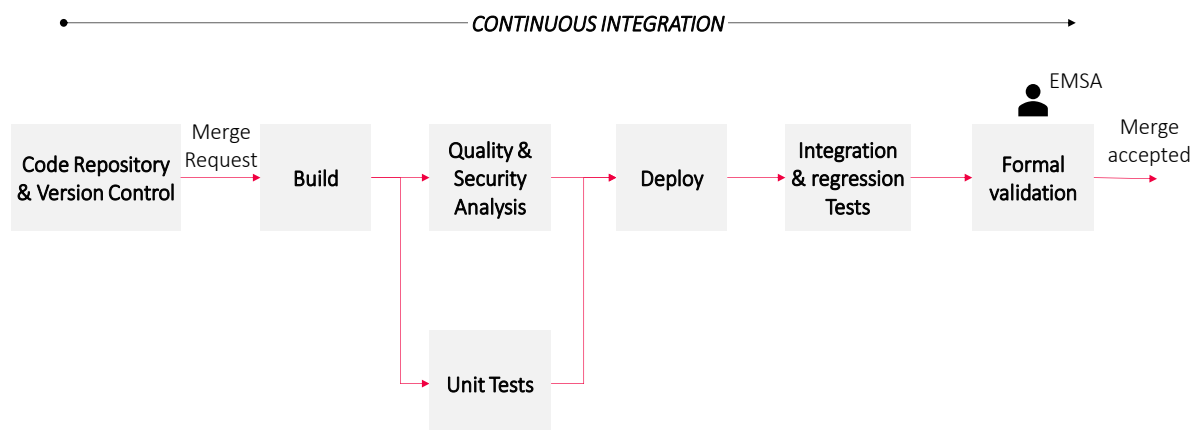 CONTINUOUS INTEGRATION
EMSA
Code Repository
& Version Control
Merge
Request
Build
Quality &
Security
Analysis
Deploy
Integration
& regression
Tests
Formal
validation
Merge
accepted
Unit Tests